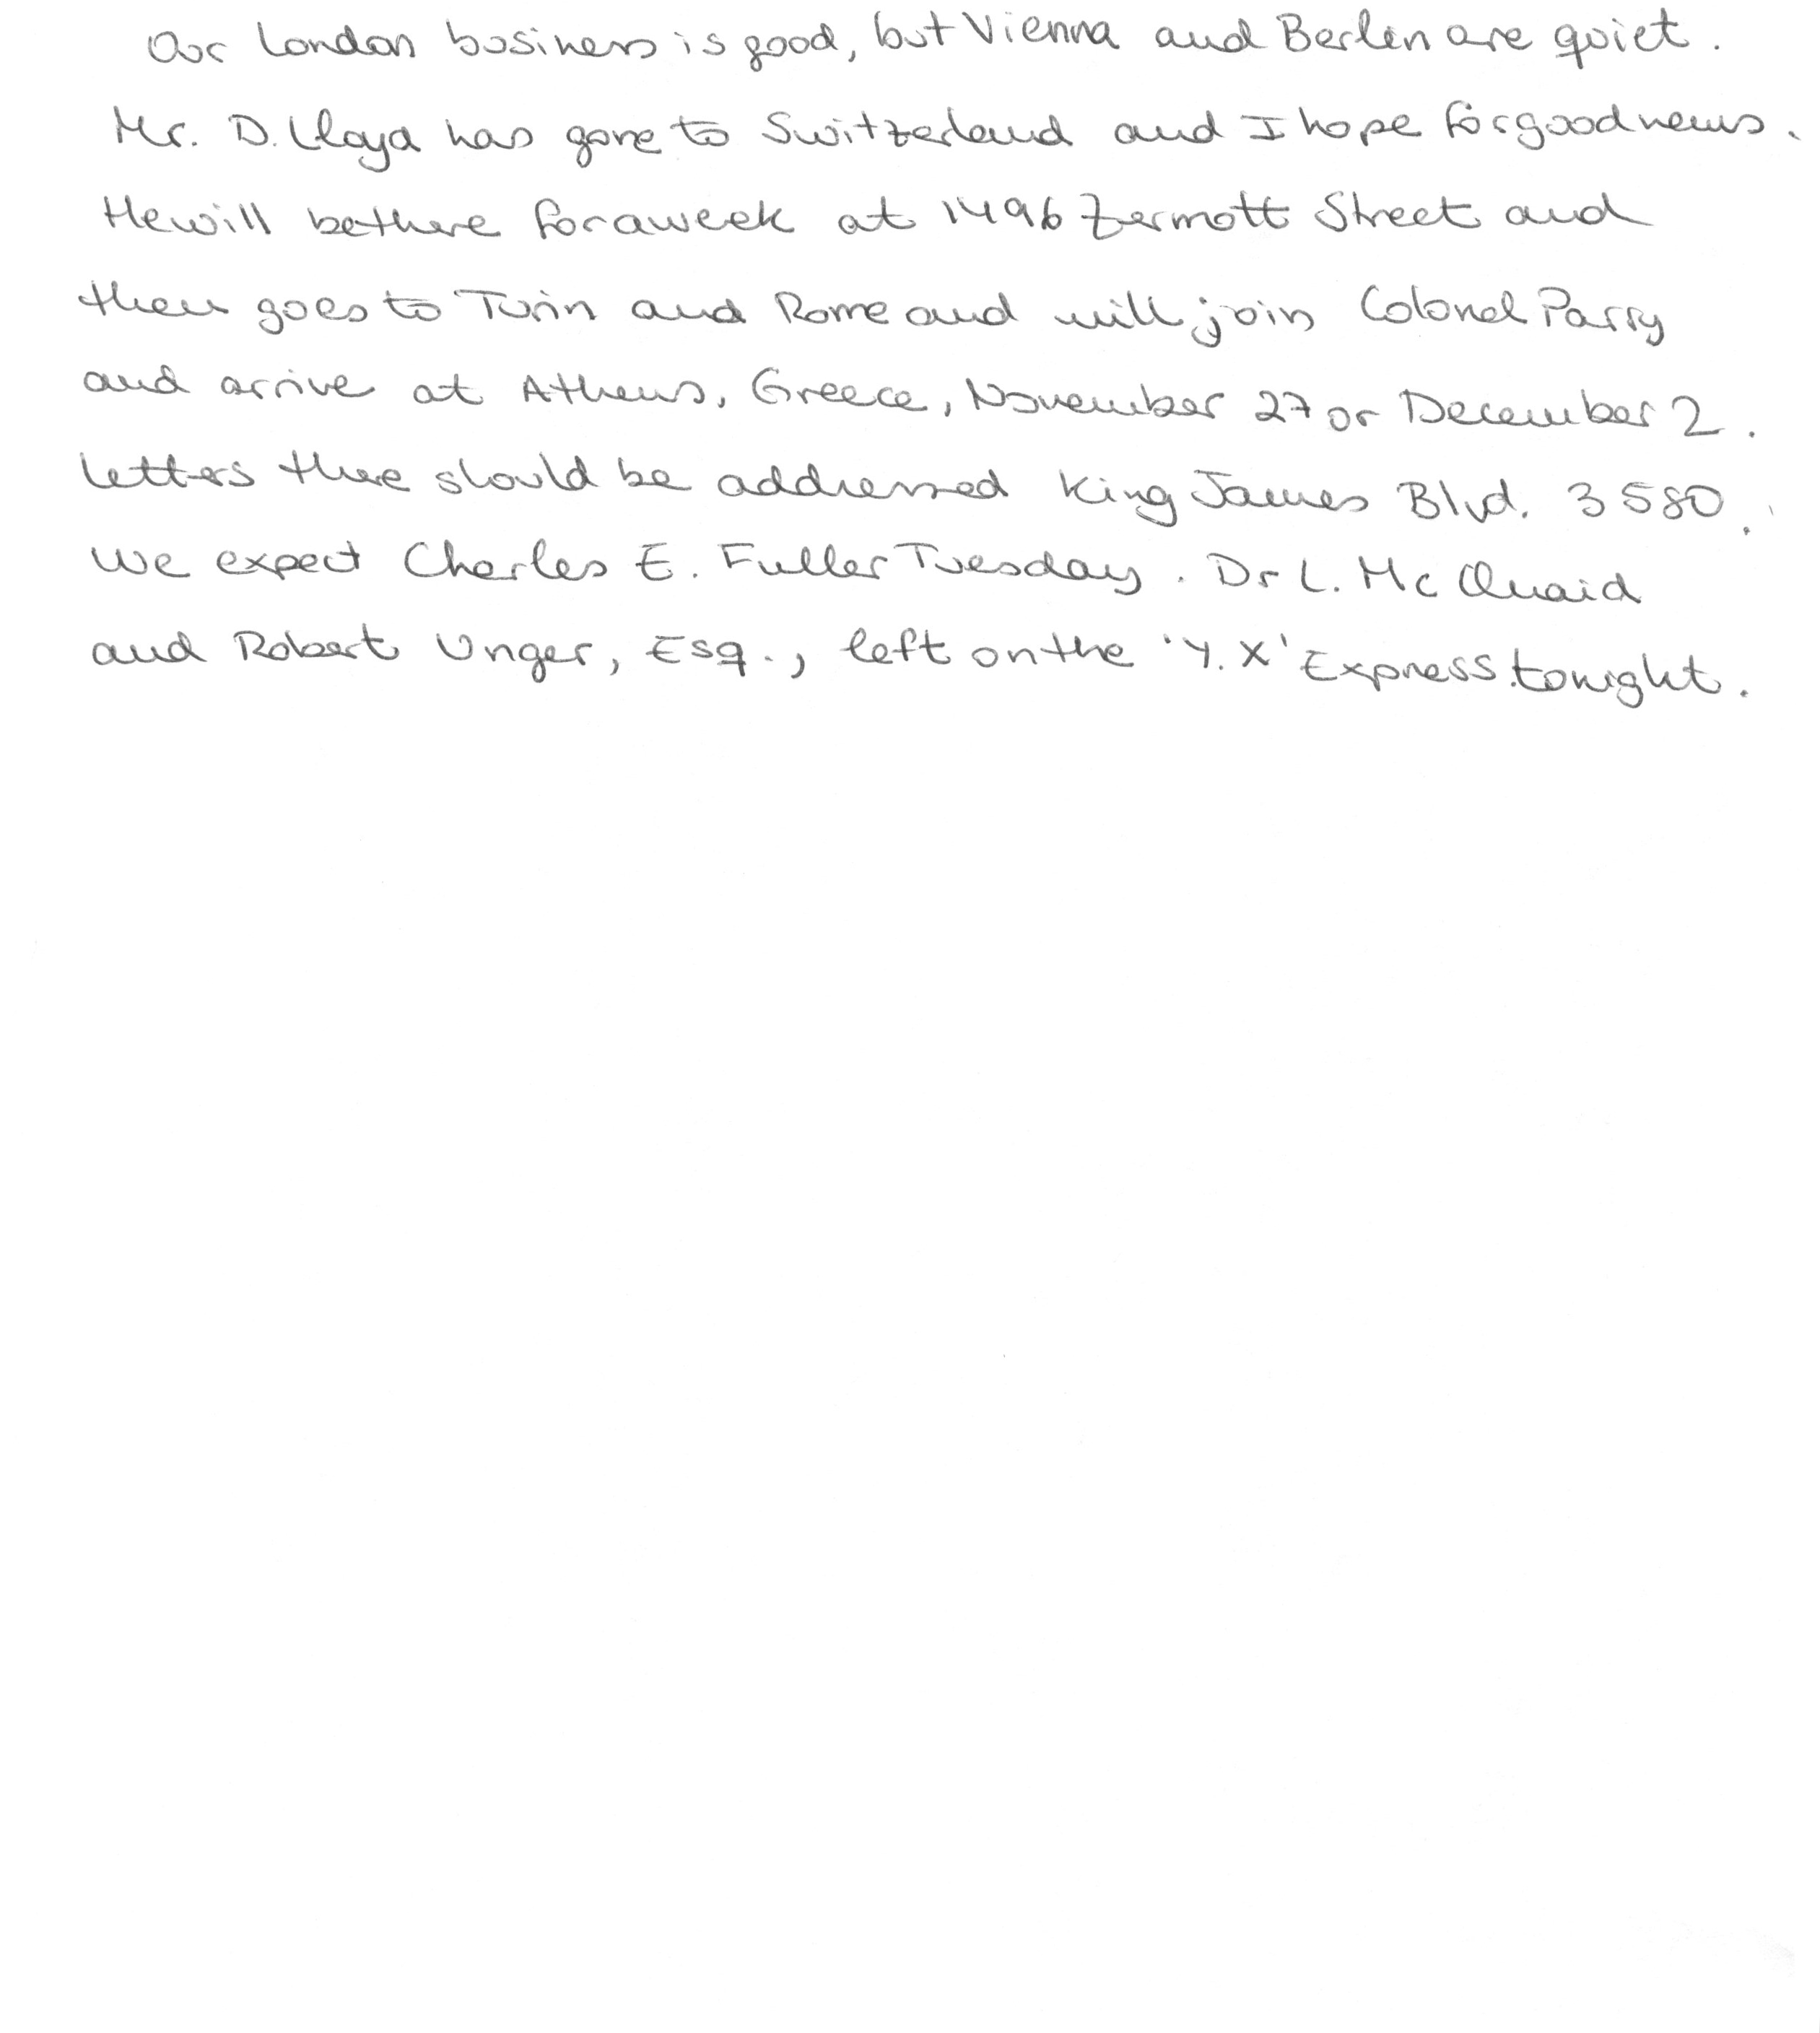 Our London business is good, but Vienna and Berlin are quiet.
Mr. D. Lloyd has gone to Switzerland and I hope for good news.
He will be there for a week at 1496 Zermott Street and
then goes to Turin and Rome and will join Colonel Parry
and arrive at Athens, Greece, November 27 or December 2.
Letters there should be addressed King James Blvd. 3580.
We expect Charles E. Fuller Tuesday. Dr L. McQuaid
and Robert Unger, Esq., left on the 'Y.X' Express tonight.